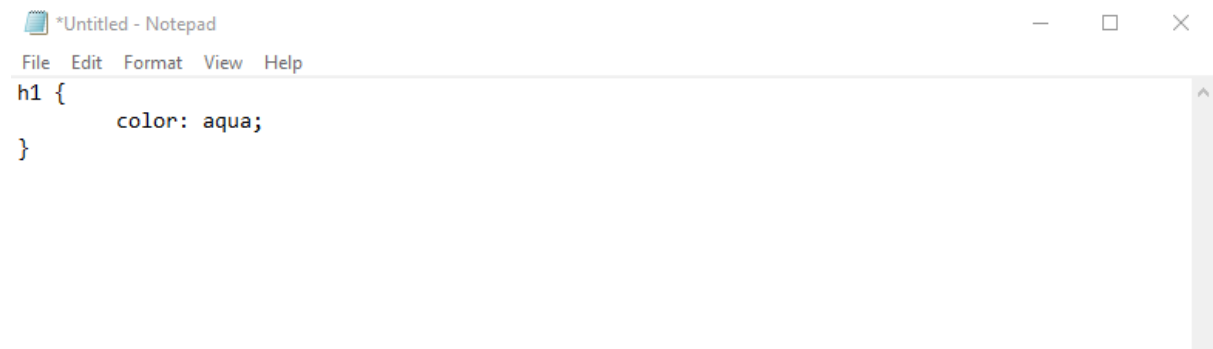 *Untitled - Notepad
File Edit Format View Help
h1 {
        color: aqua;
}